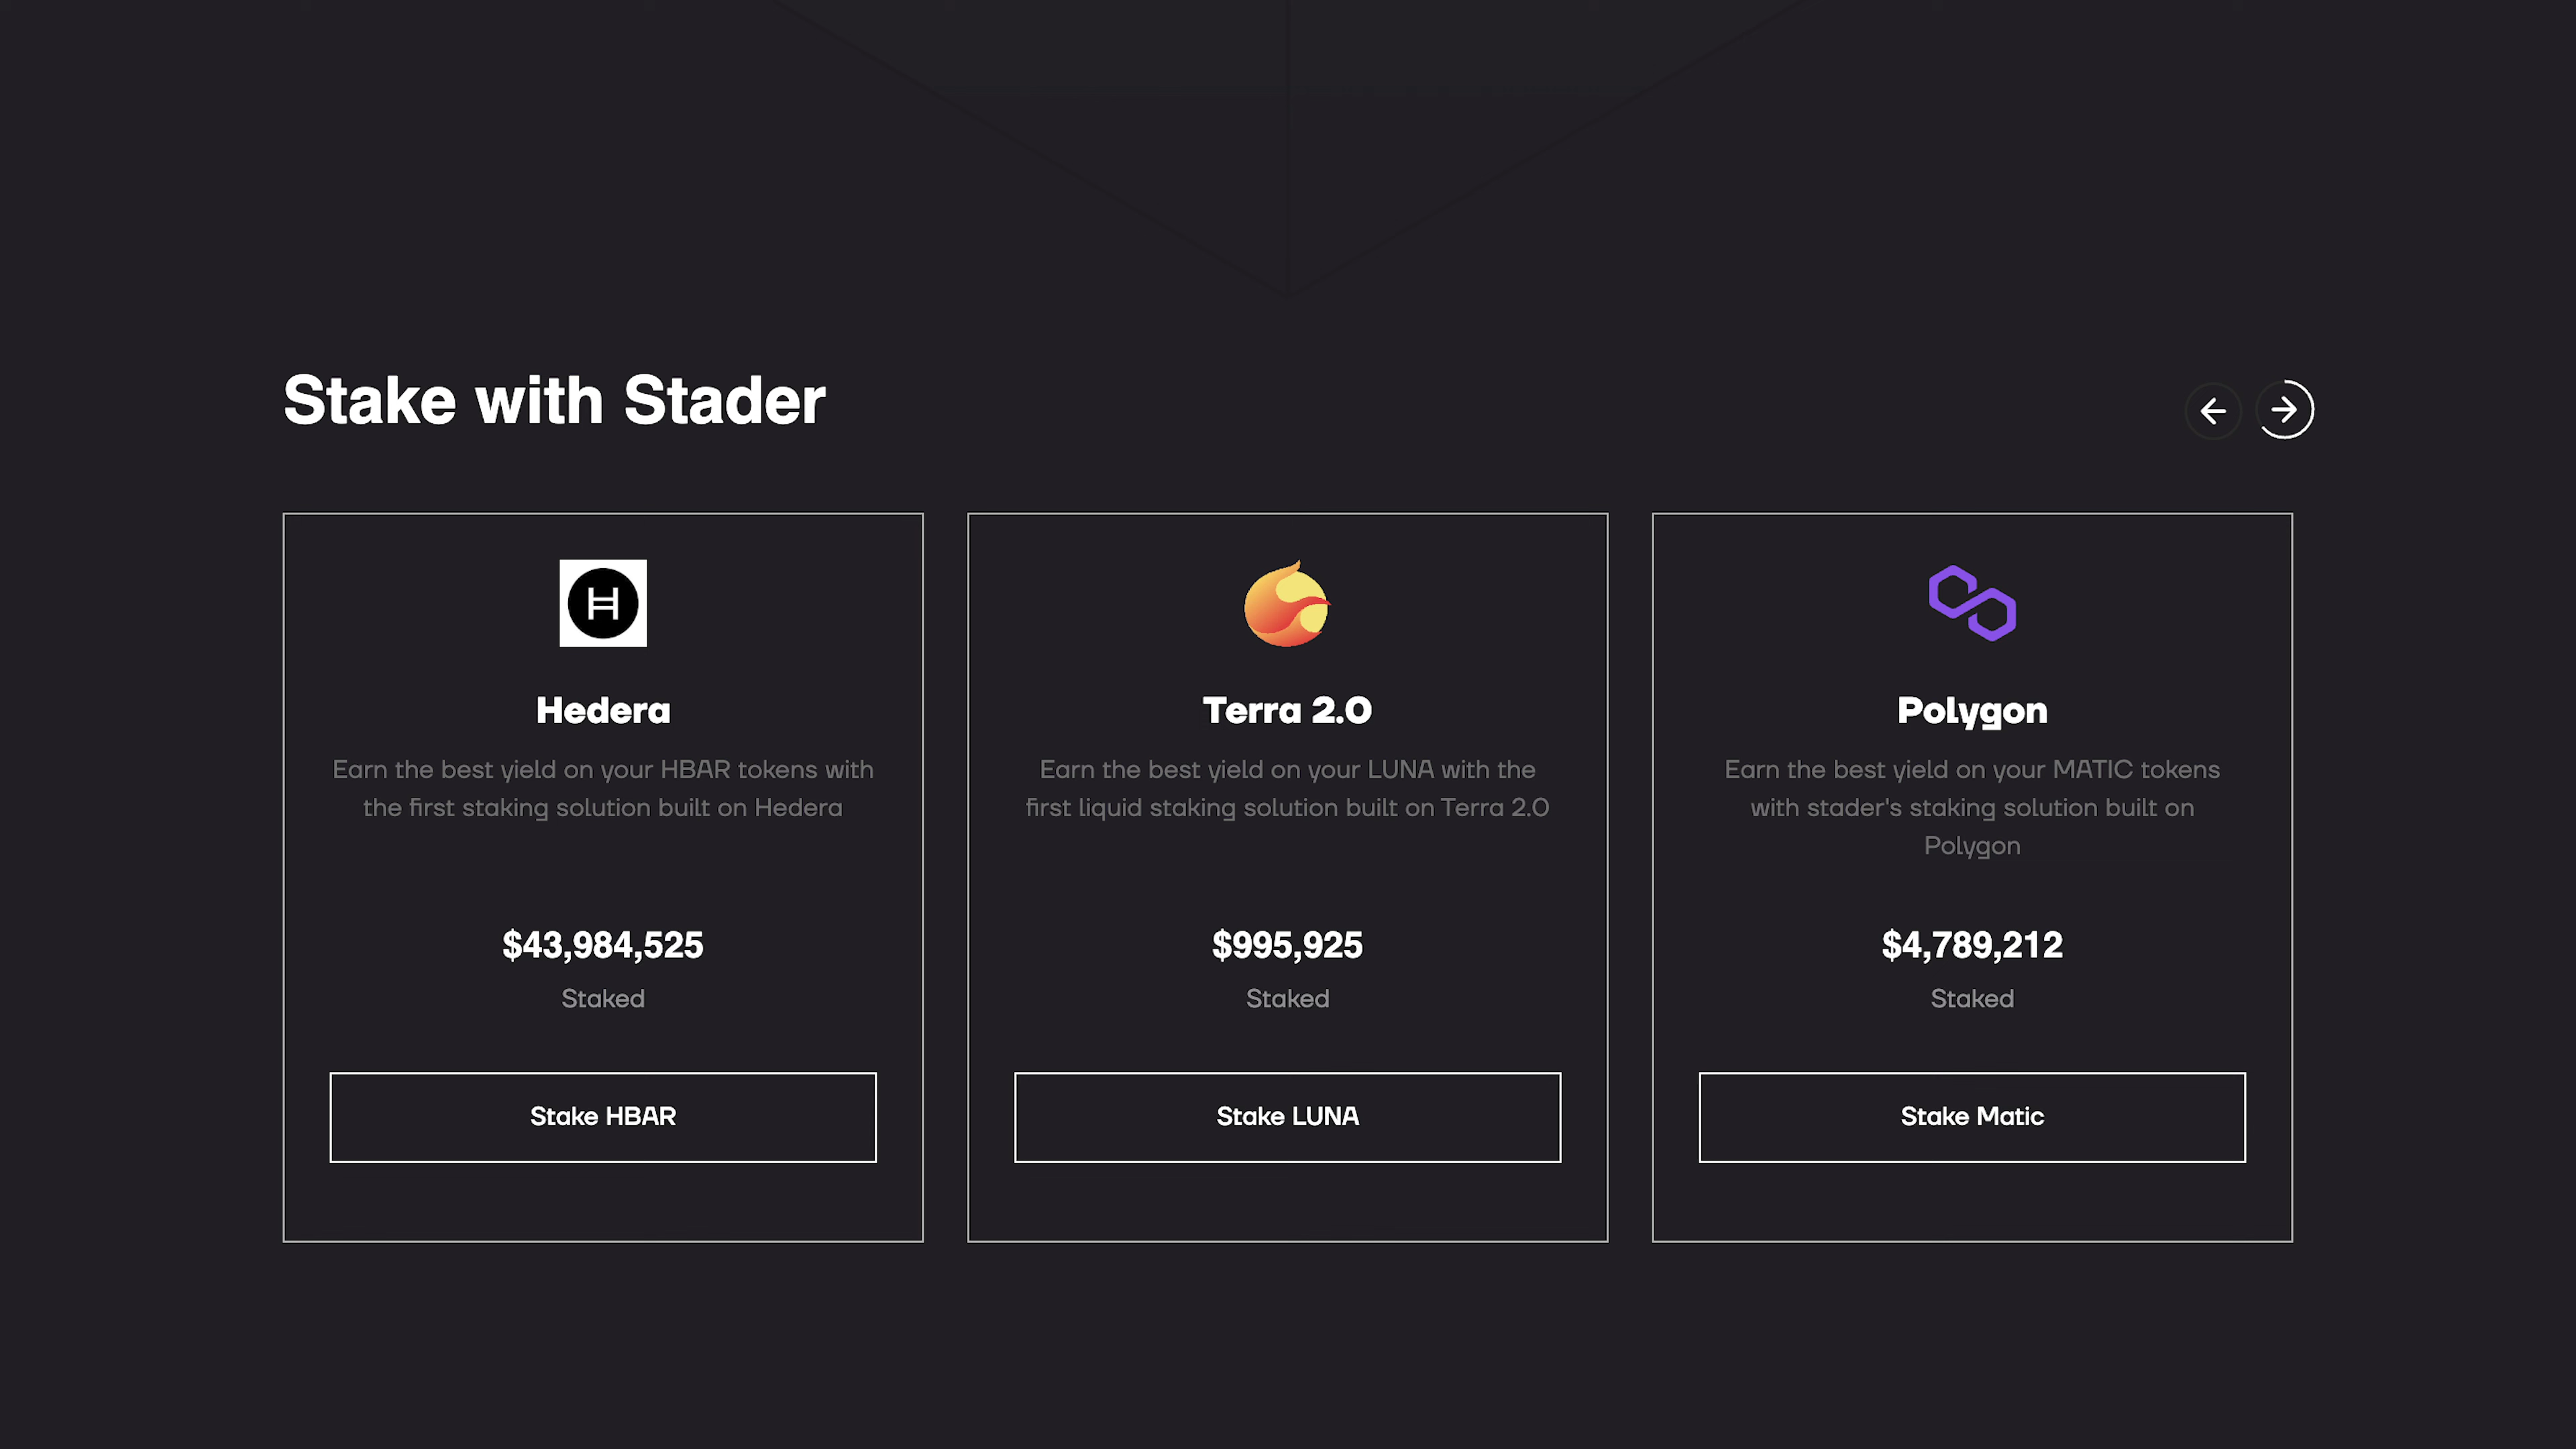 Stake with Stader
H
Hedera
Earn the best yield on your HBAR tokens with
the first staking solution built on Hedera
$43,984,525
Staked
Stake HBAR
Terra 2.0
Earn the best yield on your LUNA with the
first liquid staking solution built on Terra 2.0
$995,925
Staked
Stake LUNA
Polygon
Earn the best yield on your MATIC tokens
with stader's staking solution built on
Polygon
$4,789,212
Staked
Stake Matic